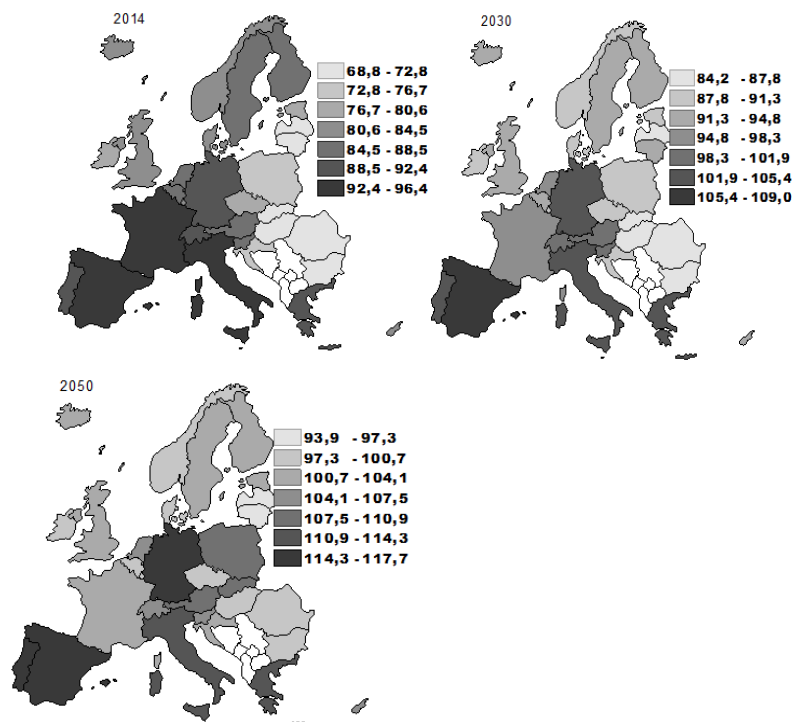 2014
68,8 - 72,8
72,8 - 76,7
76,7 - 80,6
80,6 - 84,5
84,5 - 88,5
88,5 - 92,4
92,4 - 96,4
2030
84,2 - 87,8
87,8 - 91,3
91,3 - 94,8
94,8 - 98,3
98,3 - 101,9
101,9 - 105,4
105,4 - 109,0
2050
93,9 - 97,3
97,3 - 100,7
100,7 - 104,1
104,1 - 107,5
107,5 - 110,9
110,9 - 114,3
114,3 - 117,7